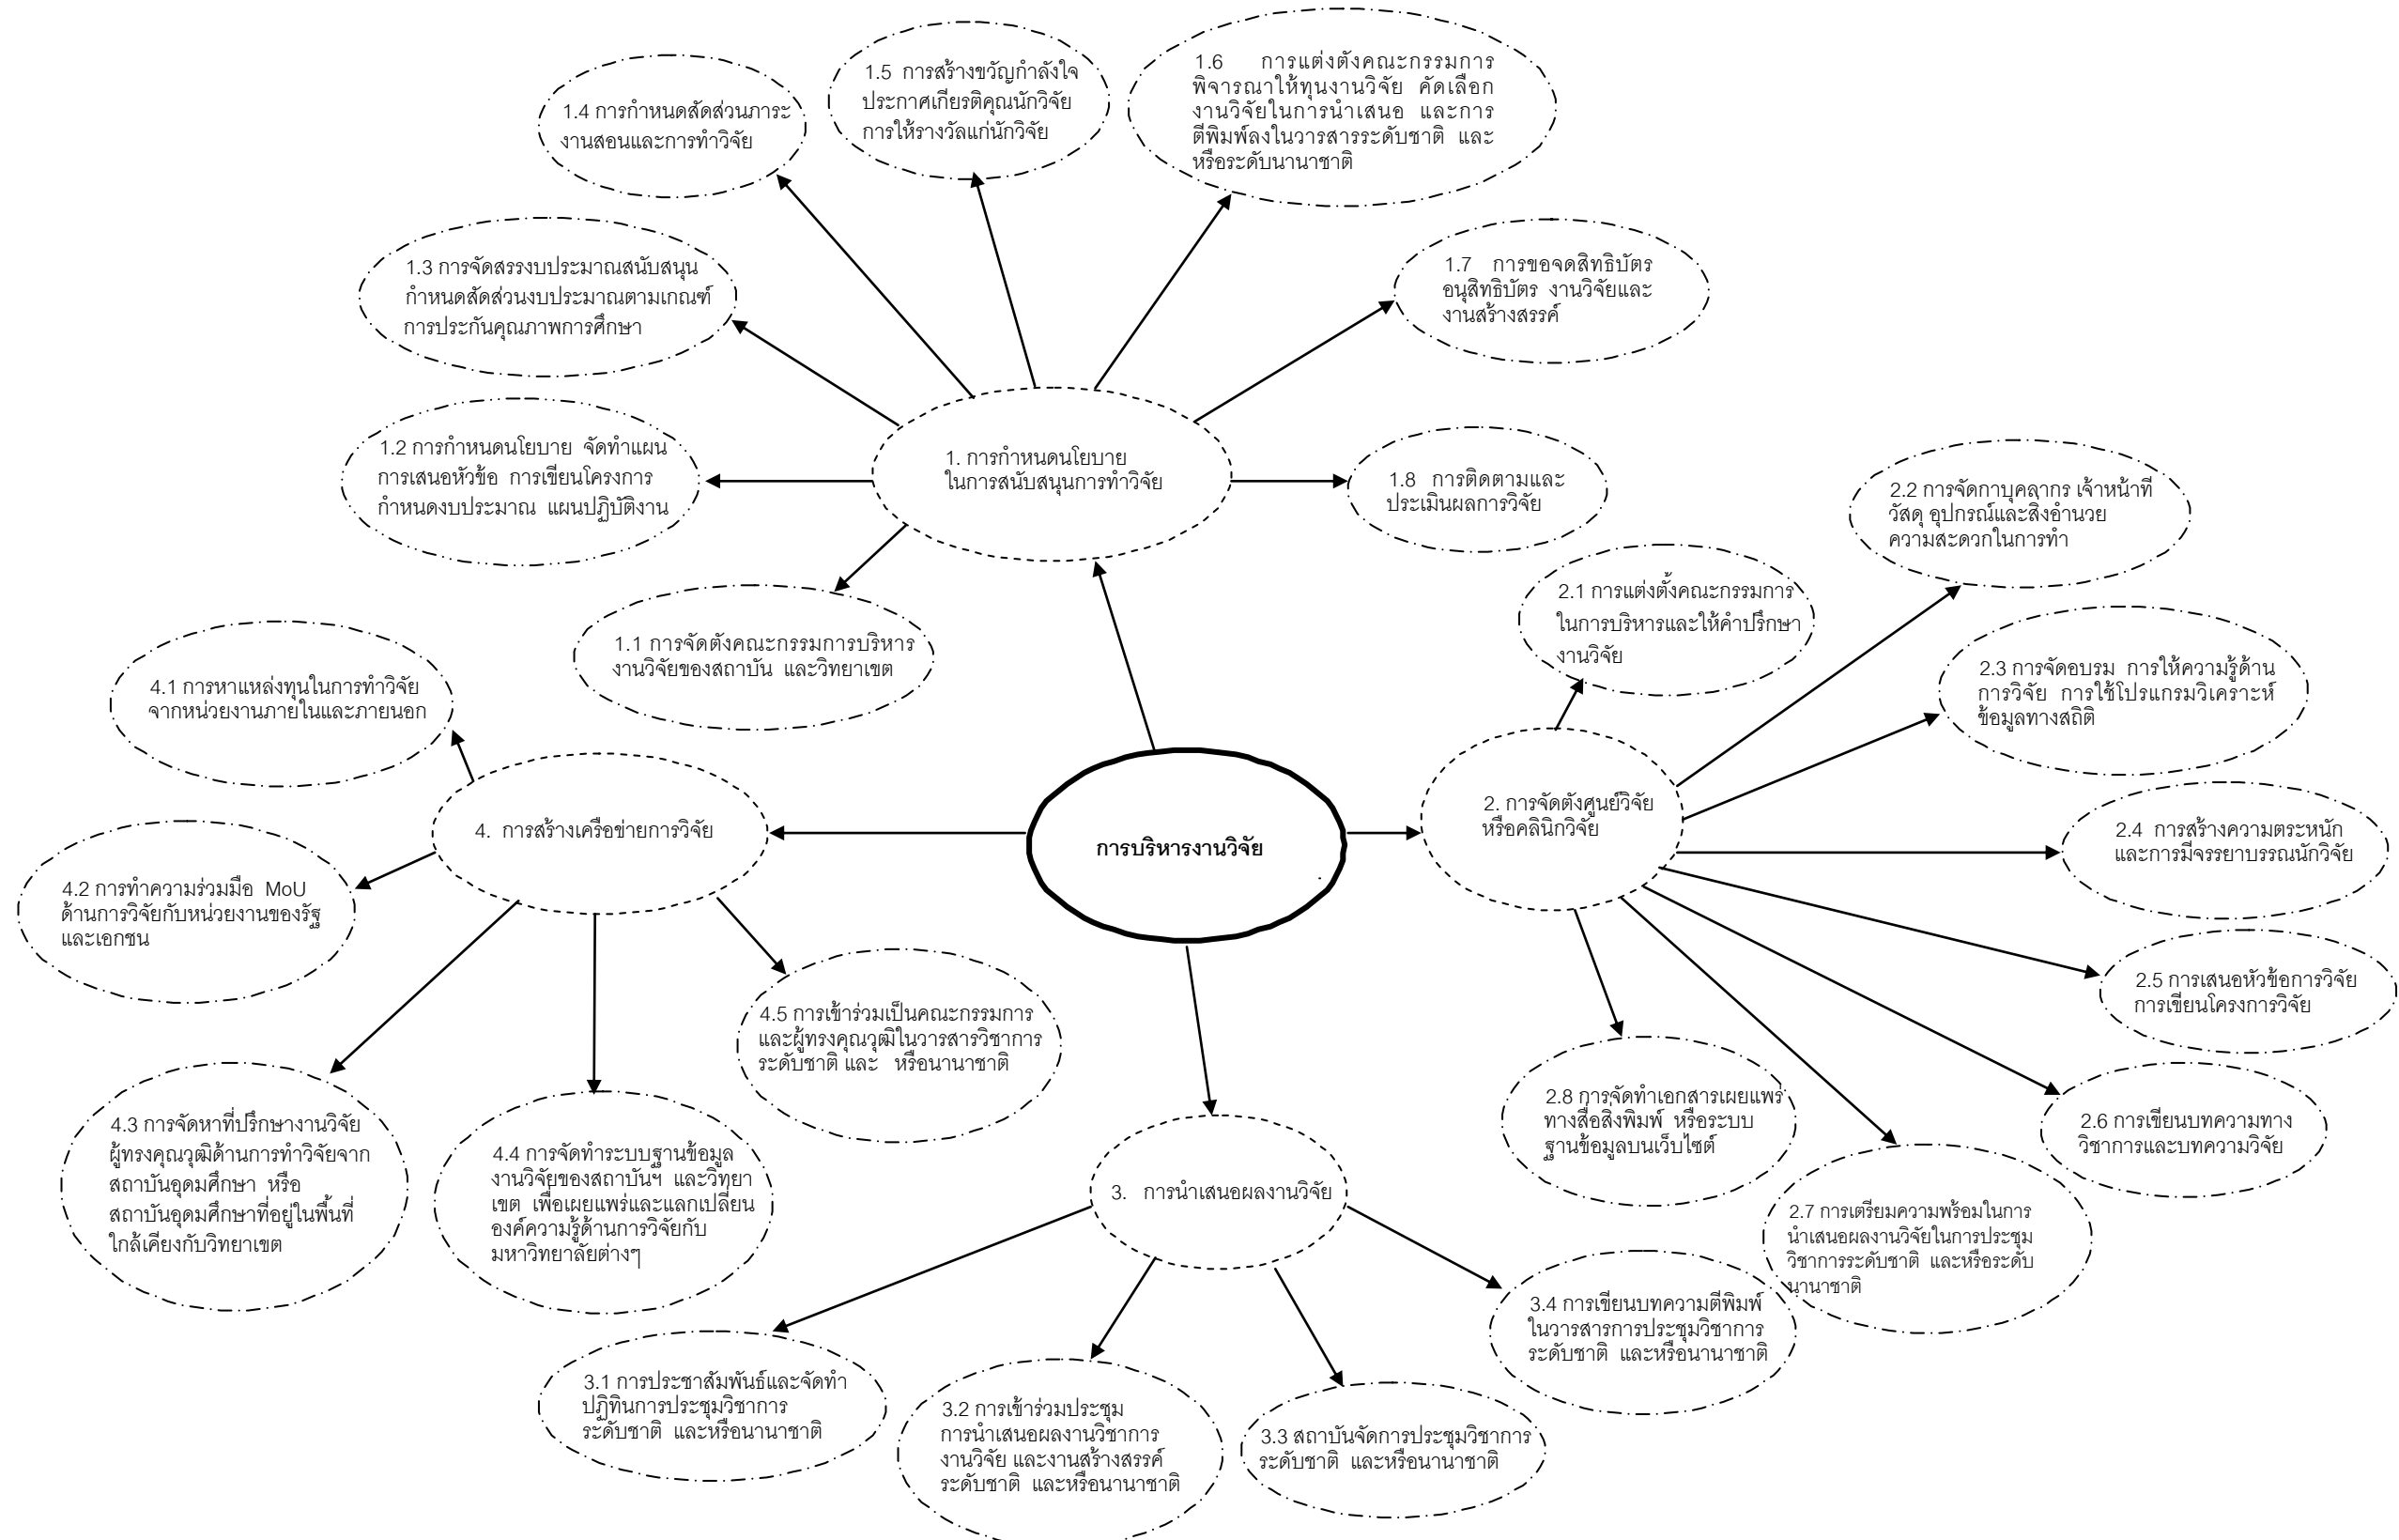 1.5 การสร้างขวัญกำลังใจ
ประกาศเกียรติคุณนักวิจัย
การให้รางวัลแก่นักวิจัย
1.6 การแต่งตังคณะกรรมการ
พิจารณาให้ทุนงานวิจัย คัดเลือก
งานวิจัยในการนำเสนอ และการ
ตีพิมพ์ลงในวารสารระดับชาติ และ
หรือระดับนานาชาติ
1.4 การกำหนดสัดส่วนภาระ
งานสอนและการทำวิจัย
1.3 การจัดสรรงบประมาณสนับสนุน
กำหนดสัดส่วนงบประมาณตามเกณฑ์
การประกันคุณภาพการศึกษา
1.7 การขอจดสิทธิบัตร
อนุสิทธิบัตร งานวิจัยและ
งานสร้างสรรค์
1.2 การกำหนดนโยบาย จัดทำแผน
การเสนอหัวข้อ การเขียนโครงการ
กำหนดงบประมาณ แผนปฏิบัติงาน
1. การกำหนดนโยบาย
ในการสนับสนุนการทำวิจัย
1.8 การติดตามและ
ประเมินผลการวิจัย
2.2 การจัดกาบุคลากร เจ้าหน้าที
วัสดุ อุปกรณ์และสิ่งอำนวย
ความสะดวกในการทำ
2.1 การแต่งตั้งคณะกรรมการ
ในการบริหารและให้คำปรึกษา
งานวิจัย
1.1 การจัดตังคณะกรรมการบริหาร
งานวิจัยของสถาบัน และวิทยาเขต
2.3 การจัดอบรม การให้ความรู้ด้าน
การวิจัย การใช้โปรแกรมวิเคราะห์
ข้อมูลทางสถิติ
4.1 การหาแหล่งทุนในการทำวิจัย
จากหน่วยงานภายในและภายนอก
4. การสร้างเครือข่ายการวิจัย
การบริหารงานวิจัย
2. การจัดตังศูนย์วิจัย
หรือคลินิกวิจัย
2.4 การสร้างความตระหนัก
และการมีจรรยาบรรณนักวิจัย
4.2 การทำความร่วมมือ MoU
ด้านการวิจัยกับหน่วยงานของรัฐ
และเอกชน
2.5 การเสนอหัวข้อการวิจัย
การเขียนโครงการวิจัย
4.5 การเข้าร่วมเป็นคณะกรรมการ
และผู้ทรงคุณวุฒิในวารสารวิชาการ
ระดับชาติ และ หรือนานาชาติ
2.8 การจัดทำเอกสารเผยแพร่
ทางสื่อสิ่งพิมพ์ หรือระบบ
ฐานข้อมูลบนเว็บไซต์
2.6 การเขียนบทความทาง
วิชาการและบทความวิจัย
4.3 การจัดหาที่ปรึกษางานวิจัย
ผู้ทรงคุณวุฒิด้านการทำวิจัยจาก
สถาบันอุดมศึกษา หรือ
สถาบันอุดมศึกษาที่อยู่ในพื้นที่
ใกล้เคียงกับวิทยาเขต
4.4 การจัดทำระบบฐานข้อมูล
งานวิจัยของสถาบันฯ และวิทยา
เขต เพื่อเผยแพร่และแลกเปลี่ยน
องค์ความรู้ด้านการวิจัยกับ
มหาวิทยาลัยต่างๆ
3. การนำเสนอผลงานวิจัย
2.7 การเตรียมความพร้อมในการ
นำเสนอผลงานวิจัยในการประชุม
วิชาการระดับชาติ และหรือระดับ
นานาชาติ
3.4 การเขียนบทความตีพิมพ์
ในวารสารการประชุมวิชาการ
ระดับชาติ และหรือนานาชาติ
3.1 การประชาสัมพันธ์และจัดทำ
ปฏิทินการประชุมวิชาการ
ระดับชาติ และหรือนานาชาติ
3.2 การเข้าร่วมประชุม
การนำเสนอผลงานวิชาการ
งานวิจัย และงานสร้างสรรค์
ระดับชาติ และหรือนานาชาติ
3.3 สถาบันจัดการประชุมวิชาการ
ระดับชาติ และหรือนานาชาติ